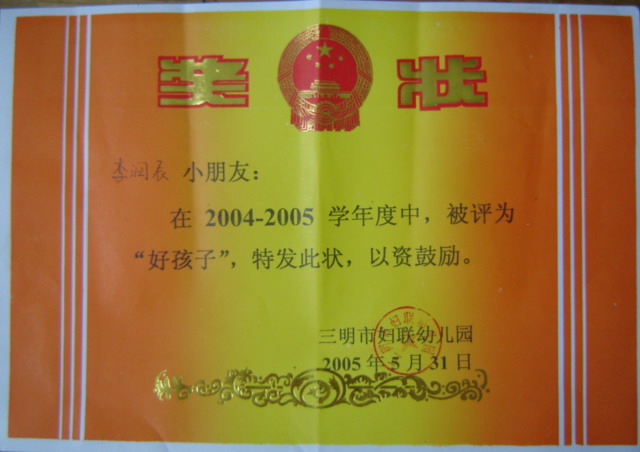 奖 状
李润辰 小朋友：
在 2004-2005 学年度中，被评为
“好孩子”，特发此状，以资鼓励。
三明市妇联幼儿园
2005 年 5 月 31 日